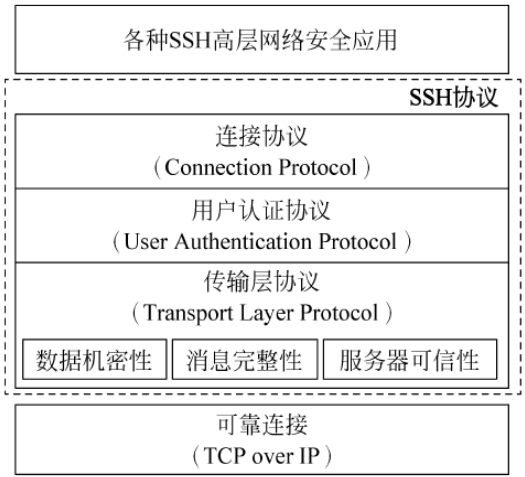 各种SSH高层网络安全应用
SSH协议
连接协议
（Connection Protocol）
用户认证协议
（User Authentication Protocol）
传输层协议
（Transport Layer Protocol）
数据机密性 消息完整性 服务器可信性
可靠连接
（TCP over IP）